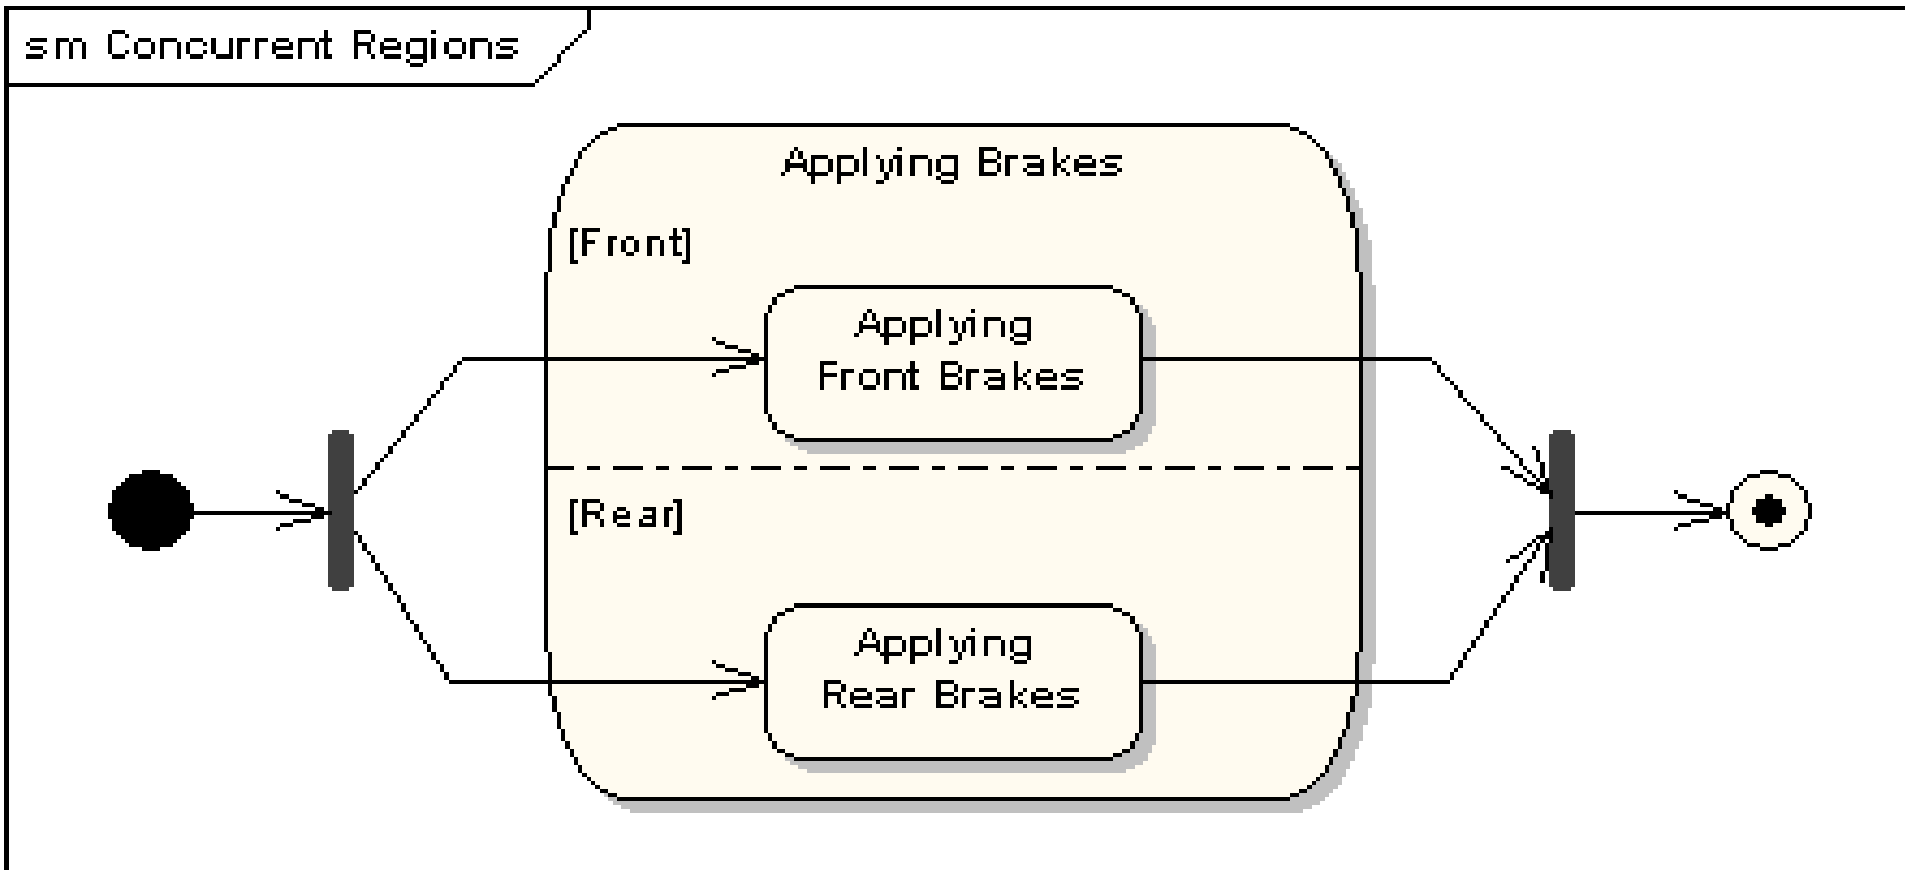 sm Concurrent Regions
Applying Brakes
[Front]
Applying
Front Brakes
[Rear]
Applying
Rear Brakes